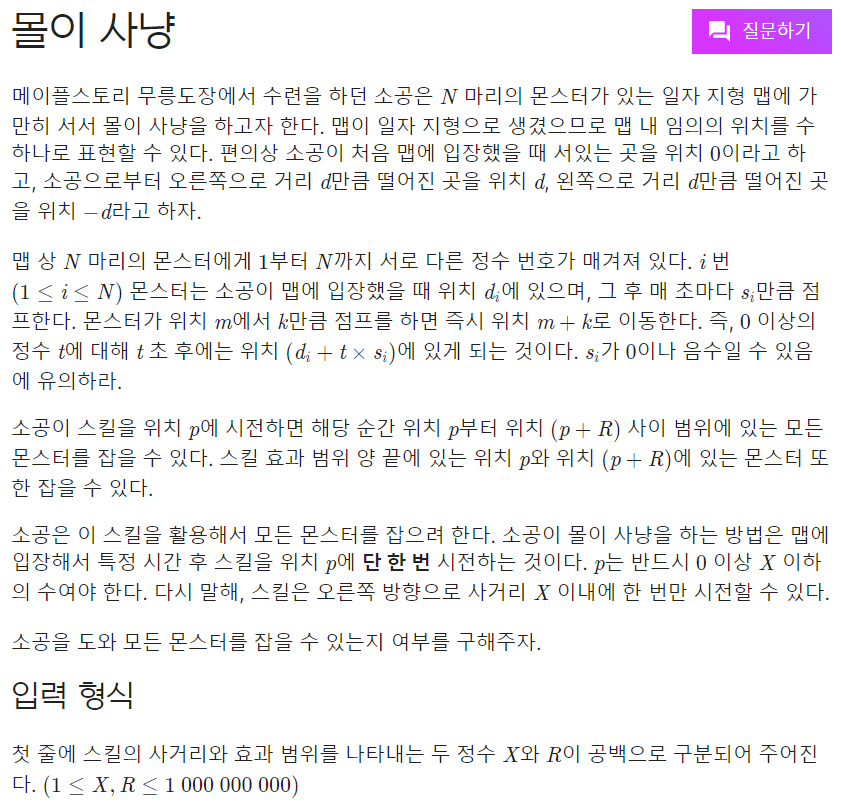 몰이 사냥
질문하기
메이플스토리 무릉도장에서 수련을 하던 소공은 N 마리의 몬스터가 있는 일자 지형 맵에 가
만히 서서 몰이 사냥을 하고자 한다. 맵이 일자 지형으로 생겼으므로 맵 내 임의의 위치를 수
하나로 표현할 수 있다. 편의상 소공이 처음 맵에 입장했을 때 서있는 곳을 위치 0이라고 하
고, 소공으로부터 오른쪽으로 거리 d만큼 떨어진 곳을 위치 d, 왼쪽으로 거리 d만큼 떨어진 곳
을 위치 −d라고 하자.
맵 상 N 마리의 몬스터에게 1부터 N까지 서로 다른 정수 번호가 매겨져 있다. i 번
(1 ≤ i ≤ N) 몬스터는 소공이 맵에 입장했을 때 위치 dᵢ에 있으며, 그 후 매 초마다 sᵢ만큼 점
프한다. 몬스터가 위치 m에서 k만큼 점프를 하면 즉시 위치 m + k로 이동한다. 즉, 0 이상의
정수 t에 대해 t 초 후에는 위치 (dᵢ + t × sᵢ)에 있게 되는 것이다. sᵢ가 0이나 음수일 수 있음
에 유의하라.
소공이 스킬을 위치 p에 시전하면 해당 순간 위치 p부터 위치 (p + R) 사이 범위에 있는 모든
몬스터를 잡을 수 있다. 스킬 효과 범위 양 끝에 있는 위치 p와 위치 (p + R)에 있는 몬스터 또
한 잡을 수 있다.
소공은 이 스킬을 활용해서 모든 몬스터를 잡으려 한다. 소공이 몰이 사냥을 하는 방법은 맵에
입장해서 특정 시간 후 스킬을 위치 p에 단 한 번 시전하는 것이다. p는 반드시 0 이상 X 이하
의 수여야 한다. 다시 말해, 스킬은 오른쪽 방향으로 사거리 X 이내에 한 번만 시전할 수 있다.
소공을 도와 모든 몬스터를 잡을 수 있는지 여부를 구해주자.
입력 형식
첫 줄에 스킬의 사거리와 효과 범위를 나타내는 두 정수 X와 R이 공백으로 구분되어 주어진
다. (1 ≤ X, R ≤ 1 000 000 000)